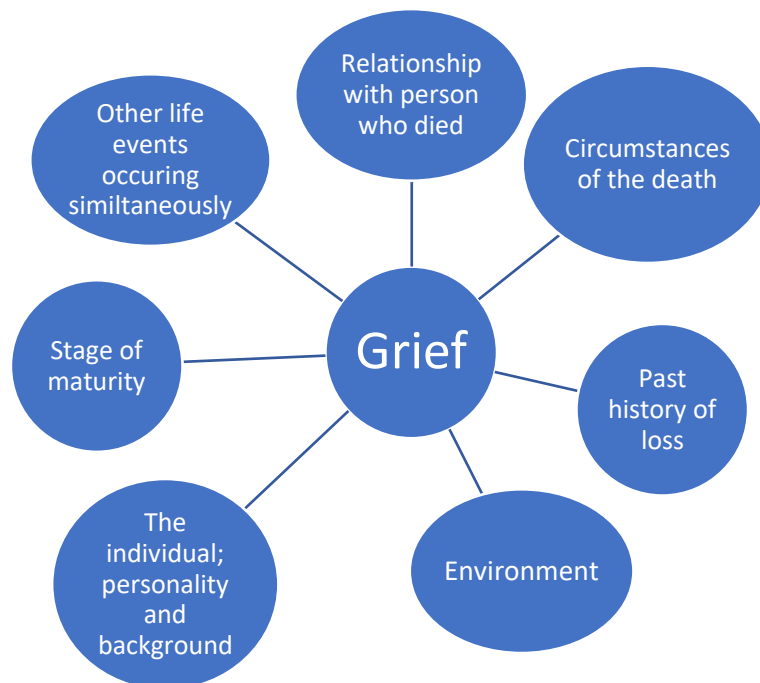 Relationship
with person
who died
Other life
events
occuring
similtaneously
Circumstances
of the death
Grief
Stage of
maturity
Past
history of
loss
The
individual;
personality
and
background
Environment